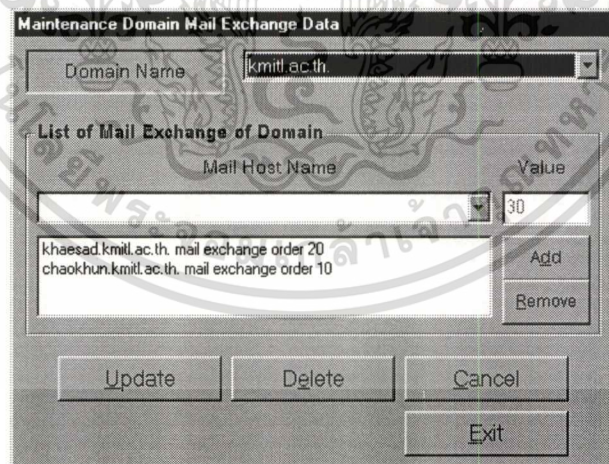 Maintenance Domain Mail Exchange Data
Domain Name
kmitl.ac.th.
List of Mail Exchange of Domain
Mail Host Name
Value
30
khaesad.kmitl.ac.th. mail exchange order 20
chaokhun.kmitl.ac.th. mail exchange order 10
Add
Remove
Update
Delete
Cancel
Exit